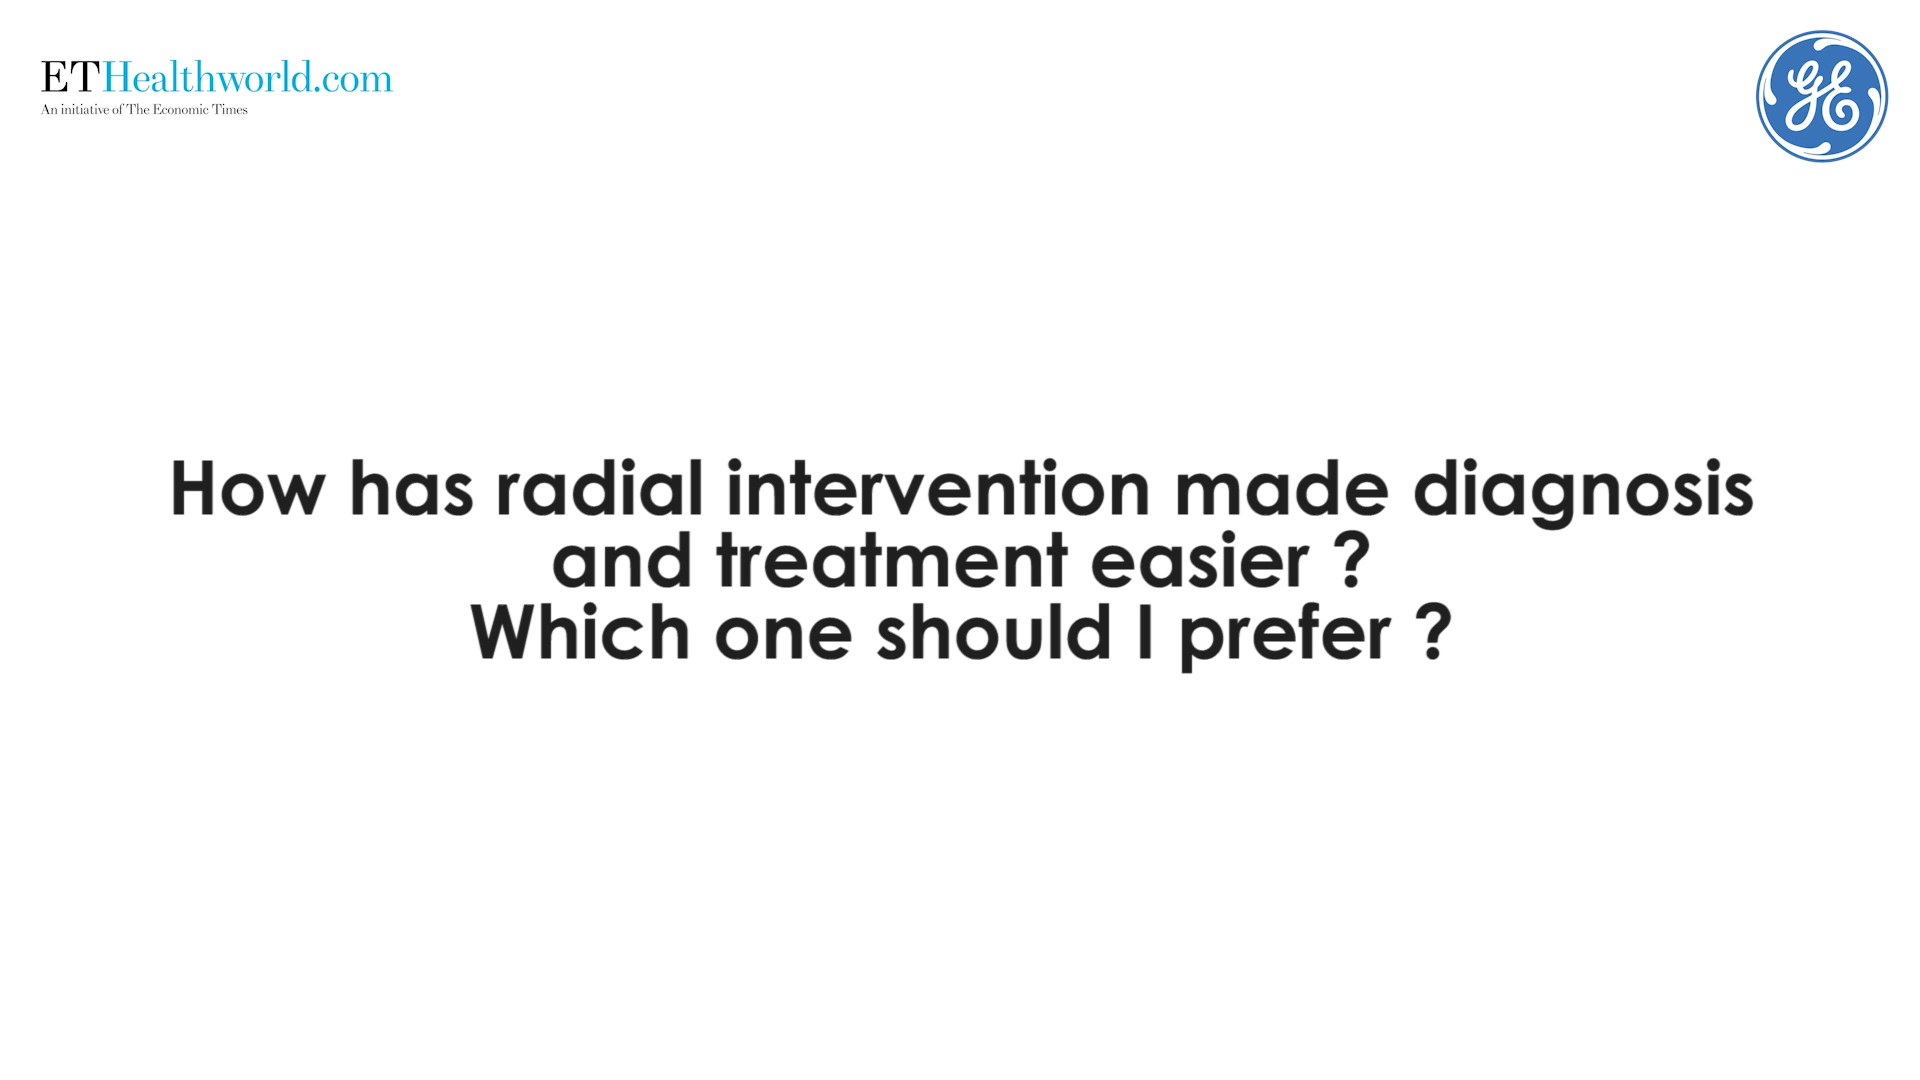 ETHealthworld.com
An initiative of The Economic Times
GE
How has radial intervention made diagnosis
and treatment easier ?
Which one should I prefer ?